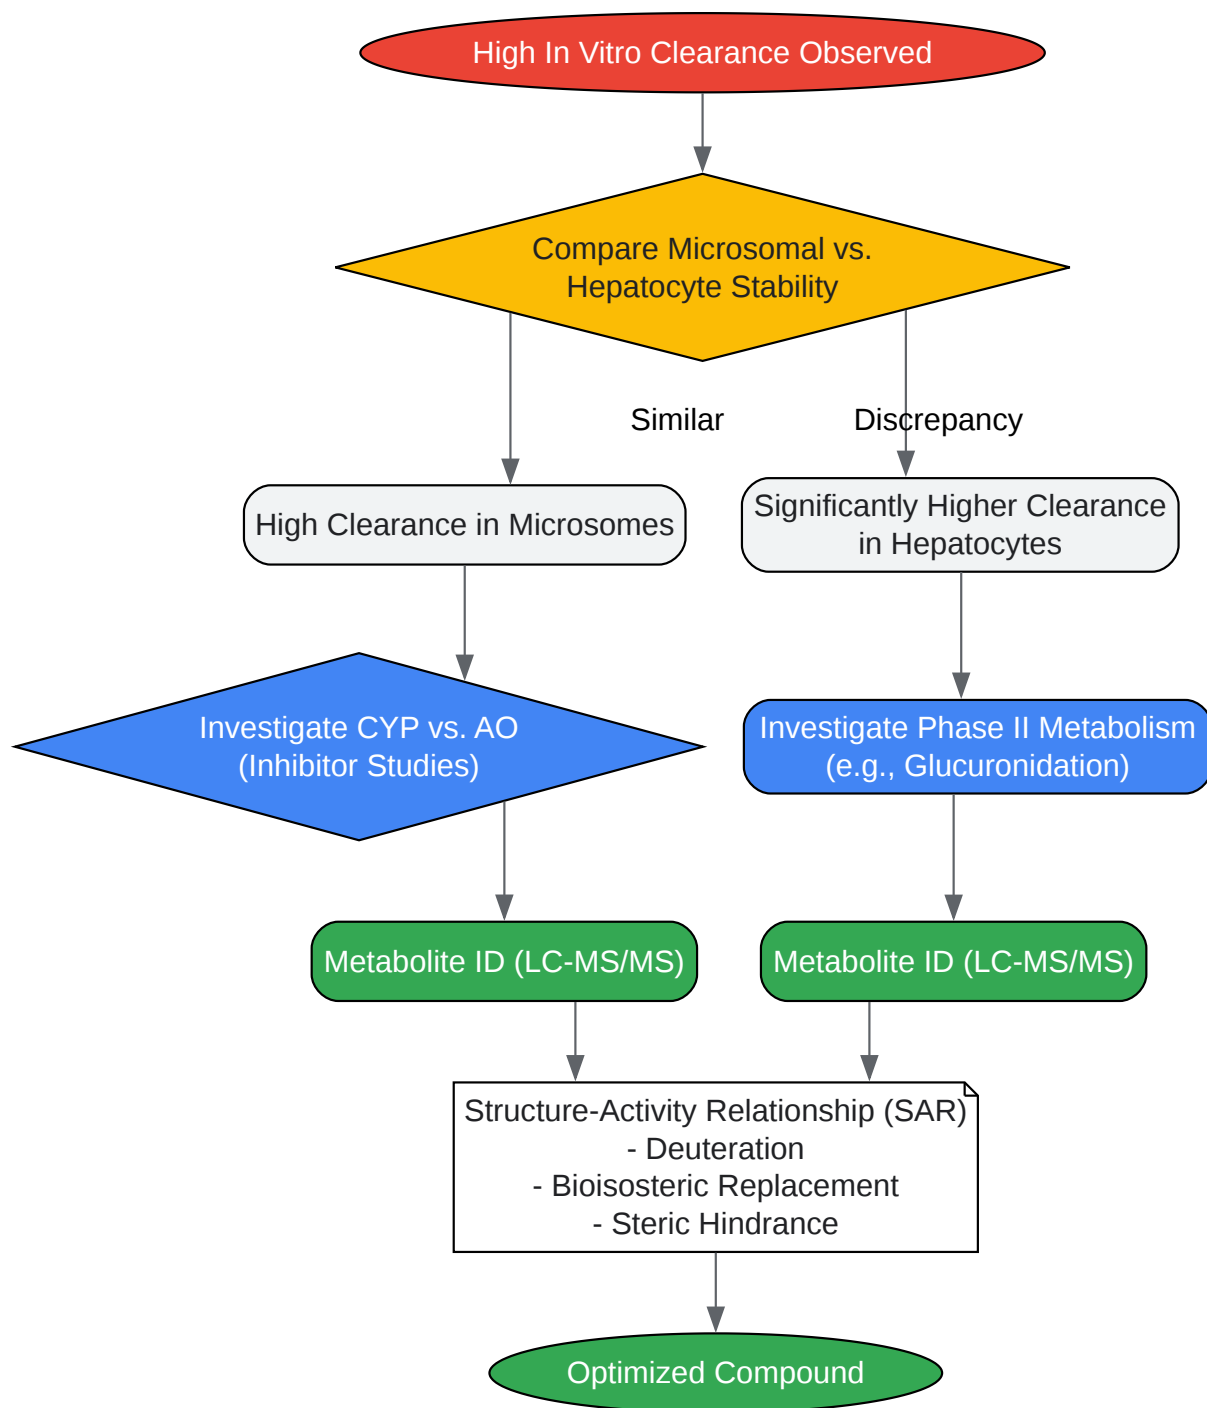 High In Vitro Clearance Observed
Compare Microsomal vs.
Hepatocyte Stability
Similar
Discrepancy
High Clearance in Microsomes
Significantly Higher Clearance
in Hepatocytes
Investigate CYP vs. AO
(Inhibitor Studies)
Investigate Phase II Metabolism
(e.g., Glucuronidation)
Metabolite ID (LC-MS/MS)
Metabolite ID (LC-MS/MS)
Structure-Activity Relationship (SAR)
- Deuteration
- Bioisosteric Replacement
- Steric Hindrance
Optimized Compound